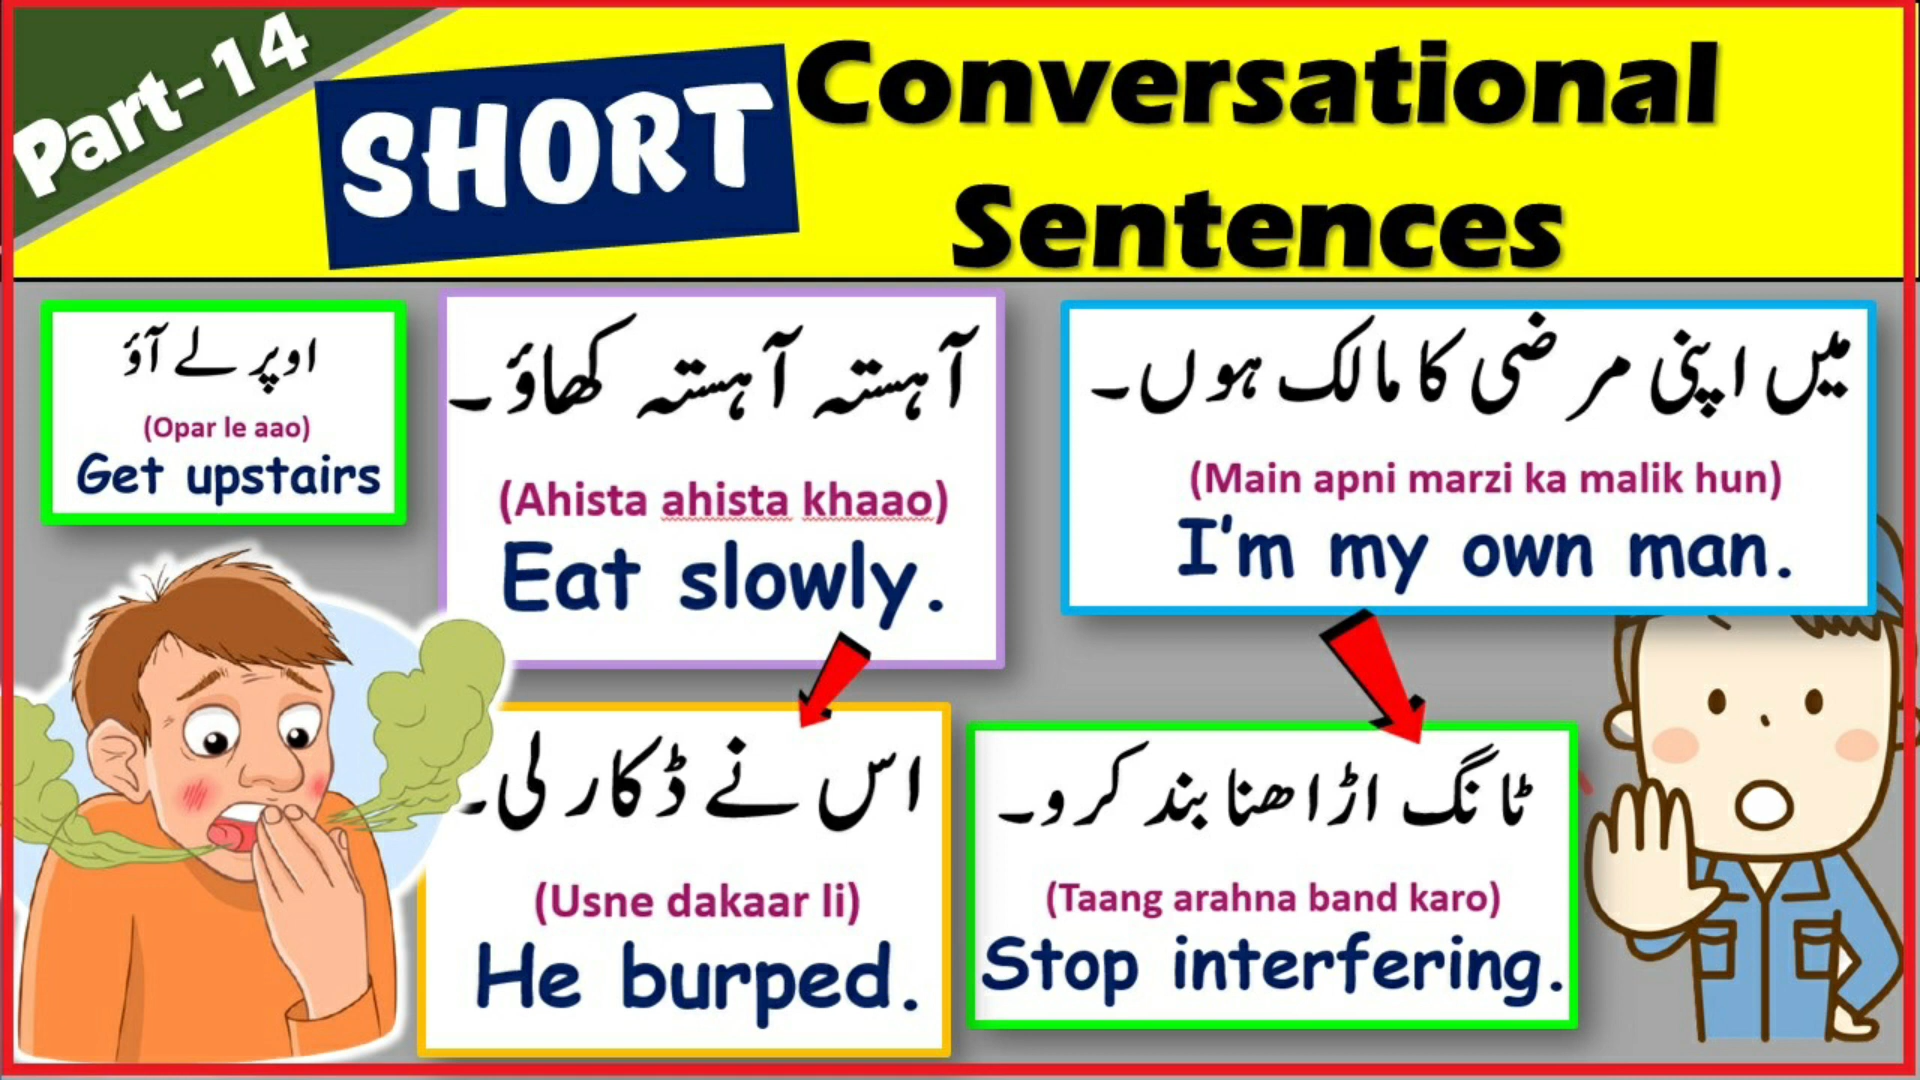 Part-14
SHORT
Conversational
Sentences
اوپر لے آؤ
(Opar le aao)
Get upstairs
آہستہ آہستہ کھاؤ۔
(Ahista ahista khaao)
Eat slowly.
میں اپنی مرضی کا مالک ہوں۔
(Main apni marzi ka malik hun)
I'm my own man.
اس نے ڈکار لی۔
(Usne dakaar li)
He burped.
ٹانگ اڑاھنا بند کرو۔
(Taang arahna band karo)
Stop interfering.